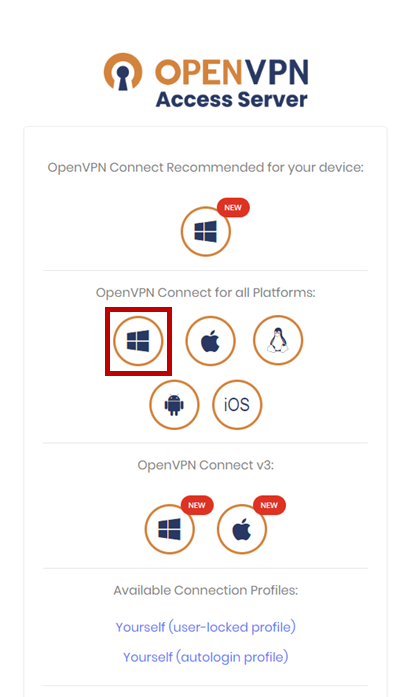 OPENVPN
Access Server
OpenVPN Connect Recommended for your device:
NEW
OpenVPN Connect for all Platforms:
iOS
OpenVPN Connect v3:
NEW NEW
Available Connection Profiles:
Yourself (user-locked profile)
Yourself (autologin profile)